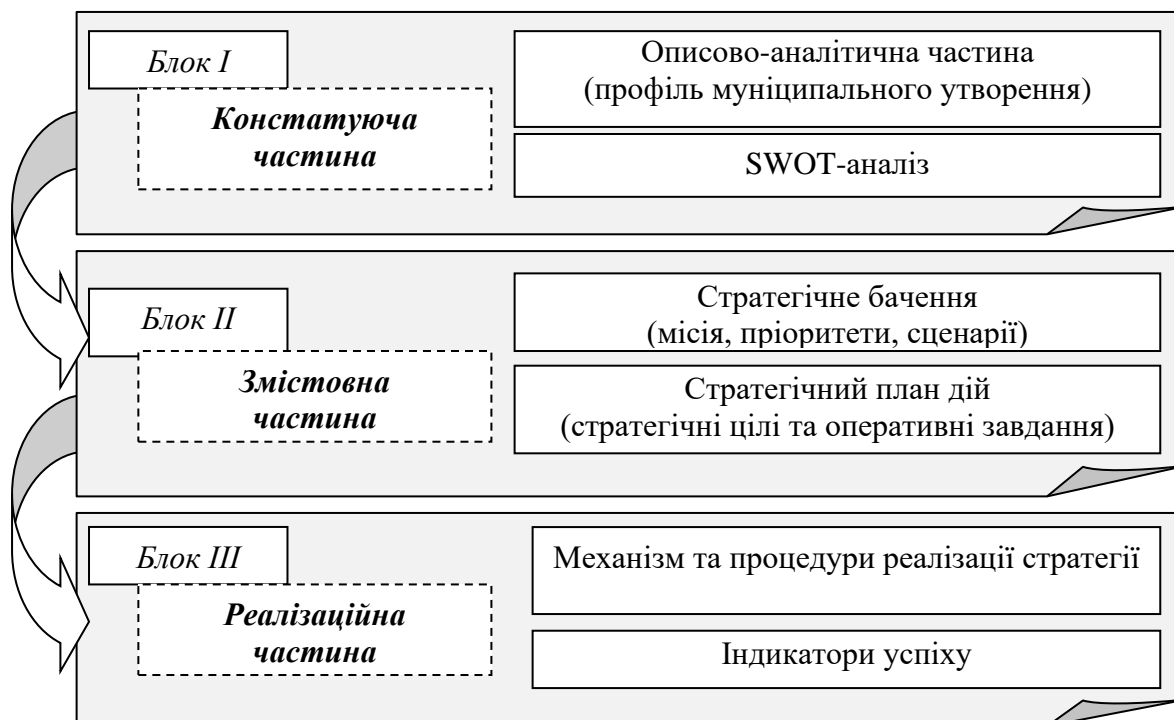 Блок I
Констатуюча
частина
Описово-аналітична частина
(профіль муніципального утворення)
SWOT-аналіз
Блок II
Змістовна
частина
Стратегічне бачення
(місія, пріоритети, сценарії)
Стратегічний план дій
(стратегічні цілі та оперативні завдання)
Блок III
Реалізаційна
частина
Механізм та процедури реалізації стратегії
Індикатори успіху